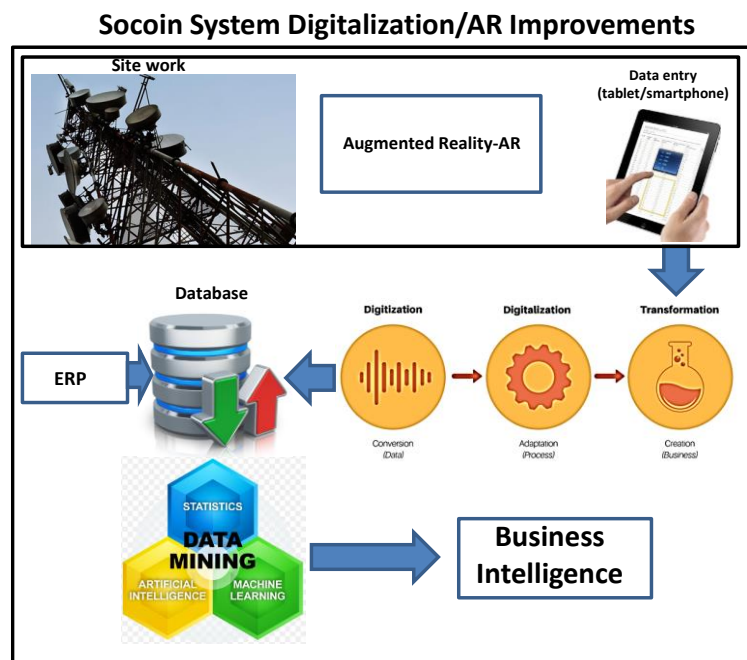 Socoin System Digitalization/AR Improvements
Site work
Data entry
(tablet/smartphone)
Augmented Reality-AR
Database
Digitization
Digitalization
Transformation
ERP
Conversion
(Data)
Adaptation
(Process)
Creation
(Business)
STATISTICS
DATA
MINING
ARTIFICIAL
INTELLIGENCE
MACHINE
LEARNING
Business
Intelligence